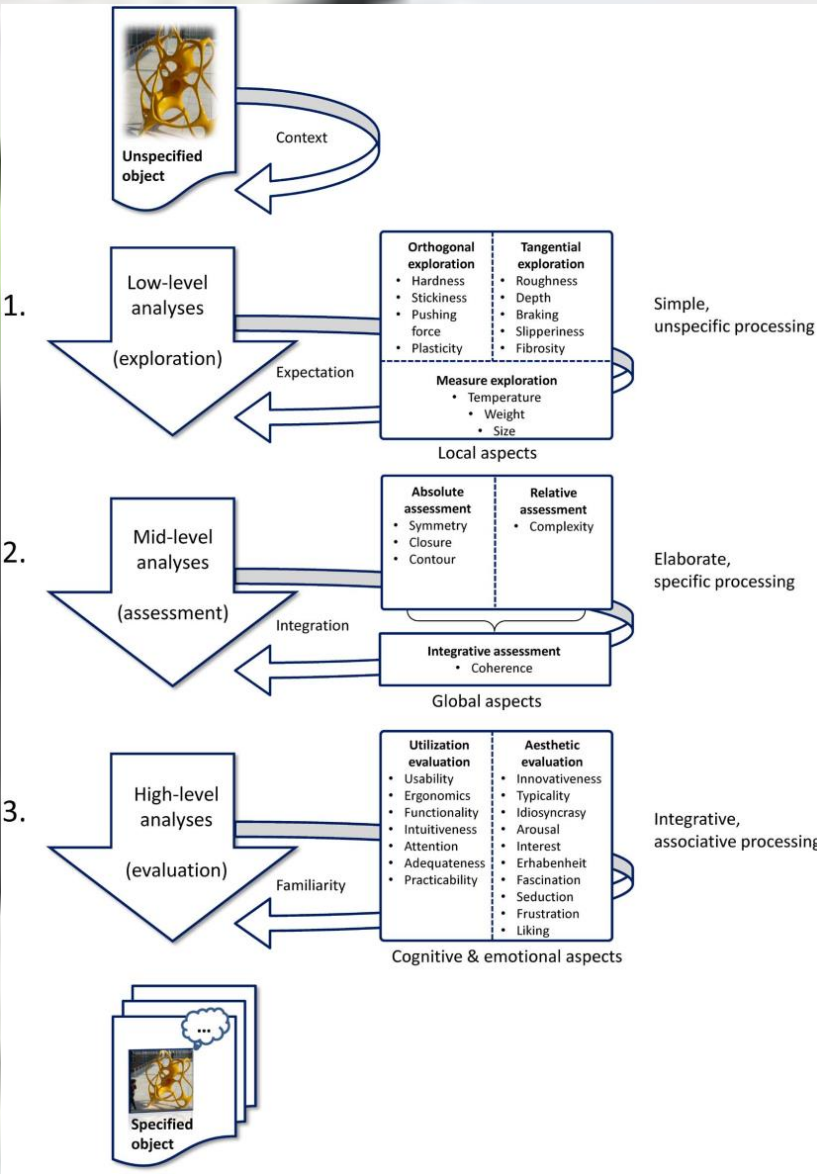 Unspecified
object
Context
1.
Low-level
analyses
(exploration)
Expectation
Orthogonal
exploration
• Hardness
• Stickiness
• Pushing
force
• Plasticity
Tangential
exploration
• Roughness
• Depth
• Braking
• Slipperiness
• Fibrosity
Measure exploration
• Temperature
• Weight
• Size
Local aspects
Simple,
unspecific processing
2.
Mid-level
analyses
(assessment)
Integration
Absolute
assessment
• Symmetry
• Closure
• Contour
Relative
assessment
• Complexity
Integrative assessment
• Coherence
Global aspects
Elaborate,
specific processing
3.
High-level
analyses
(evaluation)
Familiarity
Utilization
evaluation
• Usability
• Ergonomics
• Functionality
• Intuitiveness
• Attention
• Adequateness
• Practicability
Aesthetic
evaluation
• Innovativeness
• Typicality
• Idiosyncrasy
• Arousal
• Interest
• Erhabenheit
• Fascination
• Seduction
• Frustration
• Liking
Cognitive & emotional aspects
Integrative,
associative processing
...
Specified
object